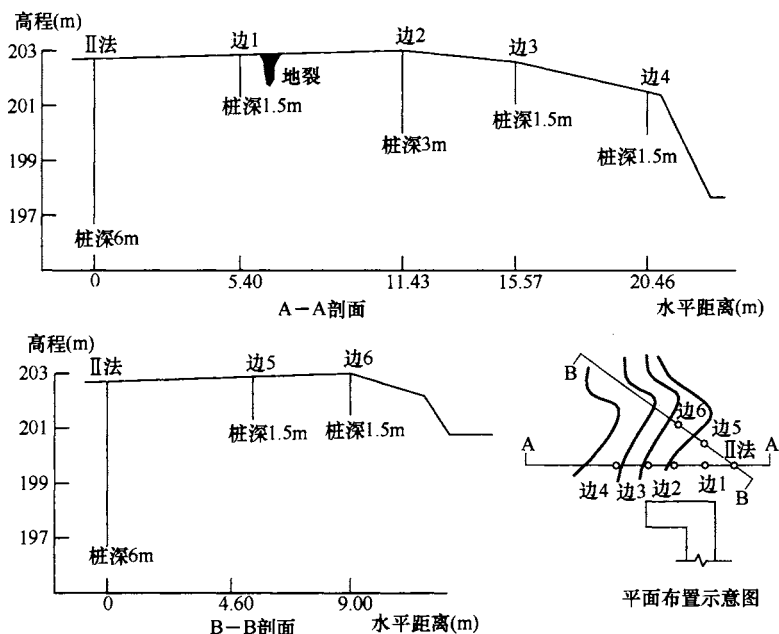 高程(m)
203
201
199
197
Ⅱ法
边1
边2
边3
边4
地裂
桩深1.5m
桩深3m
桩深1.5m
桩深1.5m
桩深6m
0
5.40
11.43
15.57
20.46
A-A剖面
水平距离(m)
高程(m)
203
201
199
197
Ⅱ法
边5
边6
桩深1.5m
桩深1.5m
桩深6m
0
4.60
9.00
B-B剖面
水平距离(m)
B
边6
边5
Ⅱ法
A
A
边4
边3
边2
边1
B
平面布置示意图